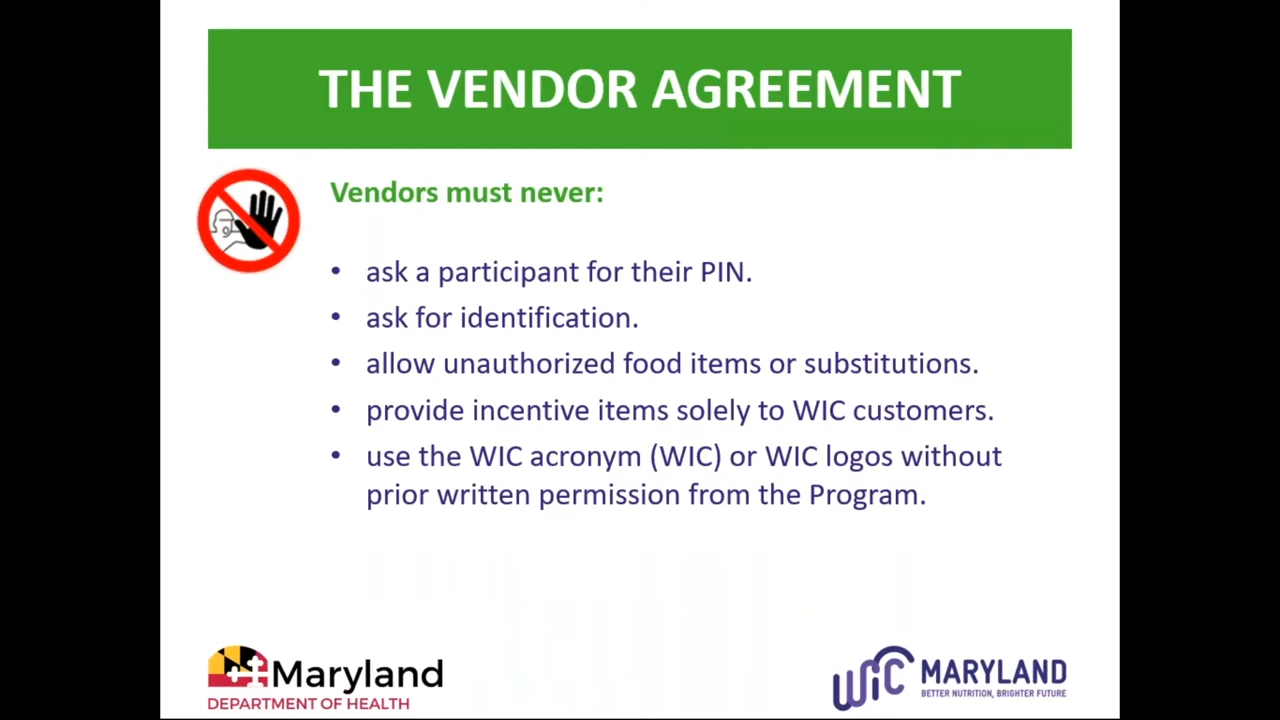 THE VENDOR AGREEMENT
Vendors must never:
• ask a participant for their PIN.
• ask for identification.
• allow unauthorized food items or substitutions.
• provide incentive items solely to WIC customers.
• use the WIC acronym (WIC) or WIC logos without
prior written permission from the Program.
Maryland
DEPARTMENT OF HEALTH
WIC MARYLAND
BETTER NUTRITION, BRIGHTER FUTURE